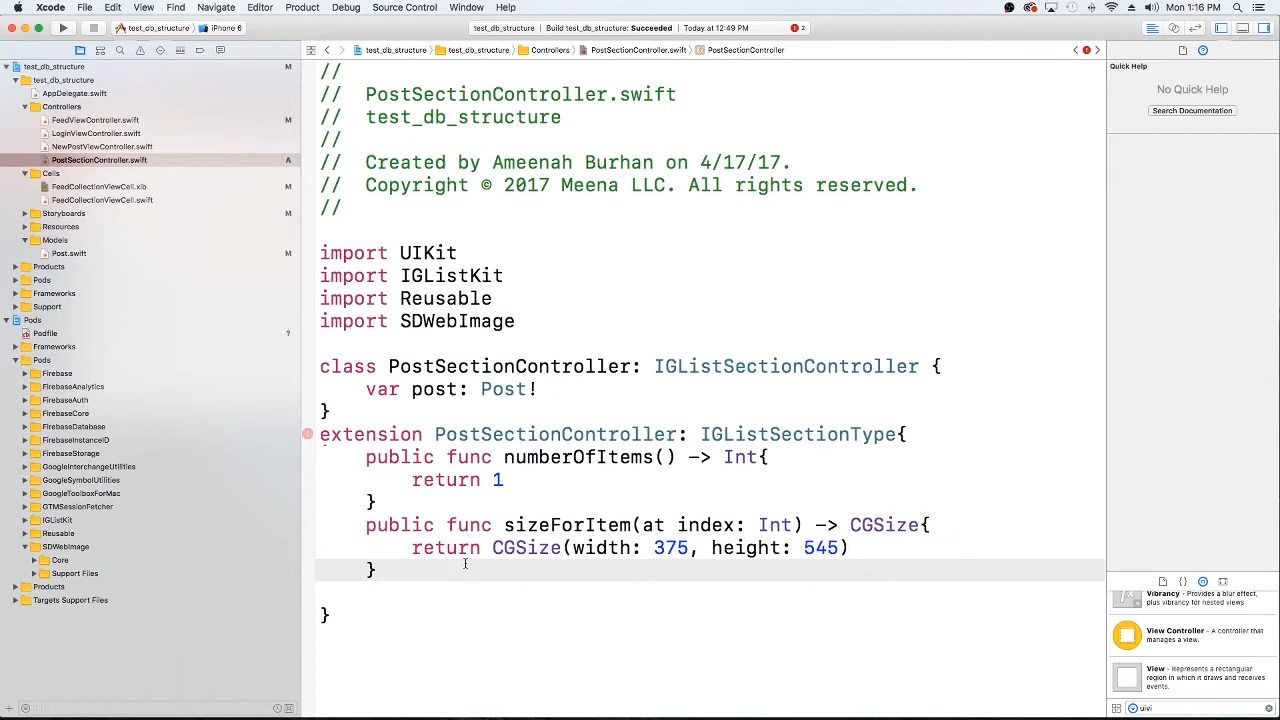 Xcode File Edit View Find Navigate Editor Product Debug Source Control Window Help Mon 1:16 PM
test_db_structure iPhone 6 test_db_structure Build test_db_structure: Succeeded Today at 12:49 PM 2
test_db_structure test_db_structure Controllers PostSectionController.swift PostSectionController
test_db_structure M
test_db_structure
AppDelegate.swift
Controllers
FeedViewController.swift M
LoginViewController.swift
NewPostViewController.swift
PostSectionController.swift A
Cells
FeedCollectionViewCell.xib M
FeedCollectionViewCell.swift M
Storyboards M
Resources
Models
Post.swift M
Products
Pods
Frameworks
Support
Pods
Podfile ?
Frameworks
Pods
Firebase
FirebaseAnalytics
FirebaseAuth
FirebaseCore
FirebaseDatabase
FirebaseInstanceID
FirebaseStorage
GoogleInterchangeUtilities
GoogleSymbolUtilities
GoogleToolboxForMac
GTMSessionFetcher
IGListKit
Reusable
SDWebImage
Core
Support Files
Products
Targets Support Files
//
// PostSectionController.swift
// test_db_structure
//
// Created by Ameenah Burhan on 4/17/17.
// Copyright © 2017 Meena LLC. All rights reserved.
//
import UIKit
import IGListKit
import Reusable
import SDWebImage
class PostSectionController: IGListSectionController {
var post: Post!
}
extension PostSectionController: IGListSectionType{
public func numberOfItems() -> Int{
return 1
}
public func sizeForItem(at index: Int) -> CGSize{
return CGSize(width: 375, height: 545)
}
}
Quick Help
No Quick Help
Search Documentation
{}
Vibrancy - Provides a blur effect,
plus vibrancy for nested views
View Controller - A controller that
manages a view.
View - Represents a rectangular
region in which it draws and receives
events.
uivi